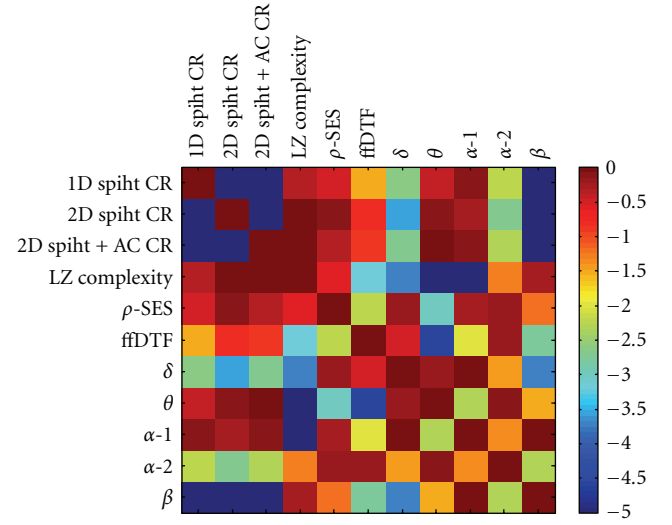 1D spiht CR
2D spiht CR
2D spiht + AC CR
LZ complexity
ρ-SES
ffDTF
δ
θ
α-1
α-2
β
1D spiht CR
2D spiht CR
2D spiht + AC CR
LZ complexity
ρ-SES
ffDTF
δ
θ
α-1
α-2
β
0
−0.5
−1
−1.5
−2
−2.5
−3
−3.5
−4
−4.5
−5